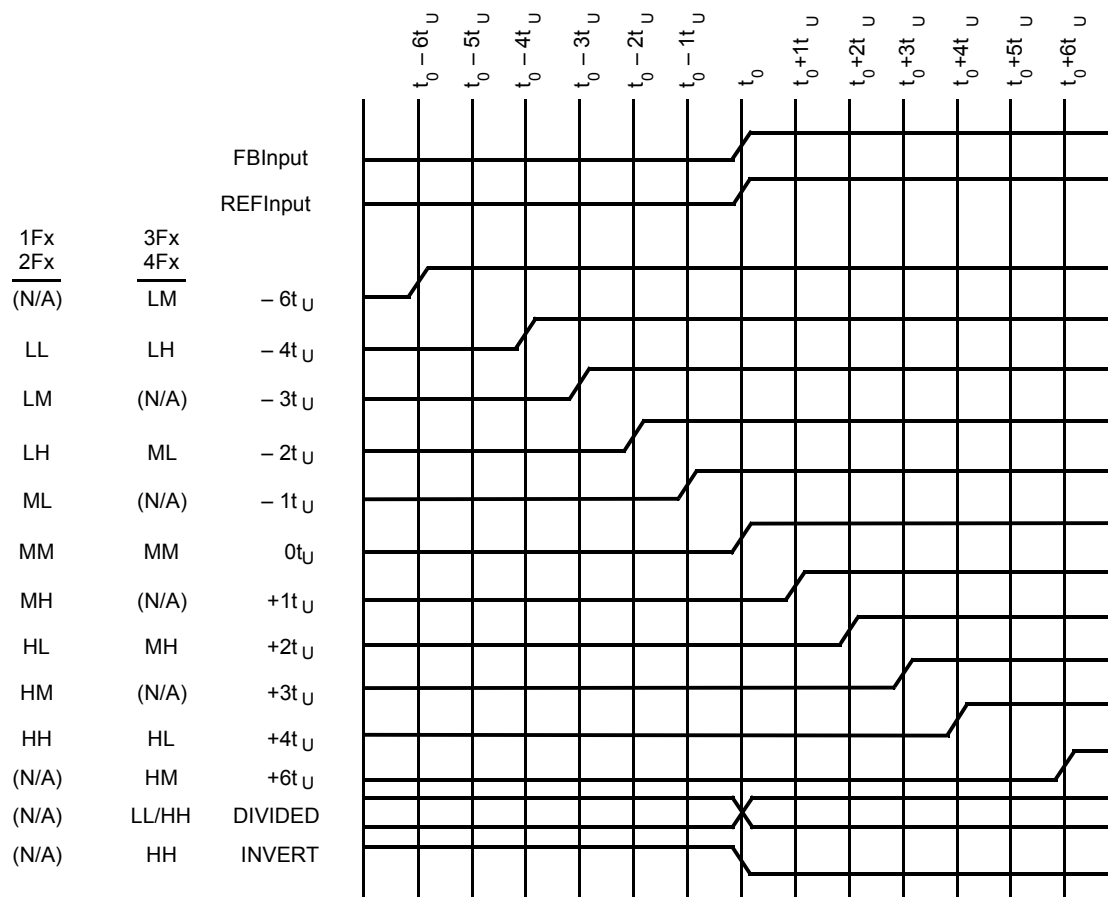 t0 – 6tU
t0 – 5tU
t0 – 4tU
t0 – 3tU
t0 – 2tU
t0 – 1tU
t0
t0+1tU
t0+2tU
t0+3tU
t0+4tU
t0+5tU
t0+6tU
FBInput
REFInput
1Fx 3Fx
2Fx 4Fx
(N/A) LM – 6tU
LL LH – 4tU
LM (N/A) – 3tU
LH ML – 2tU
ML (N/A) – 1tU
MM MM 0tU
MH (N/A) +1tU
HL MH +2tU
HM (N/A) +3tU
HH HL +4tU
(N/A) HM +6tU
(N/A) LL/HH DIVIDED
(N/A) HH INVERT